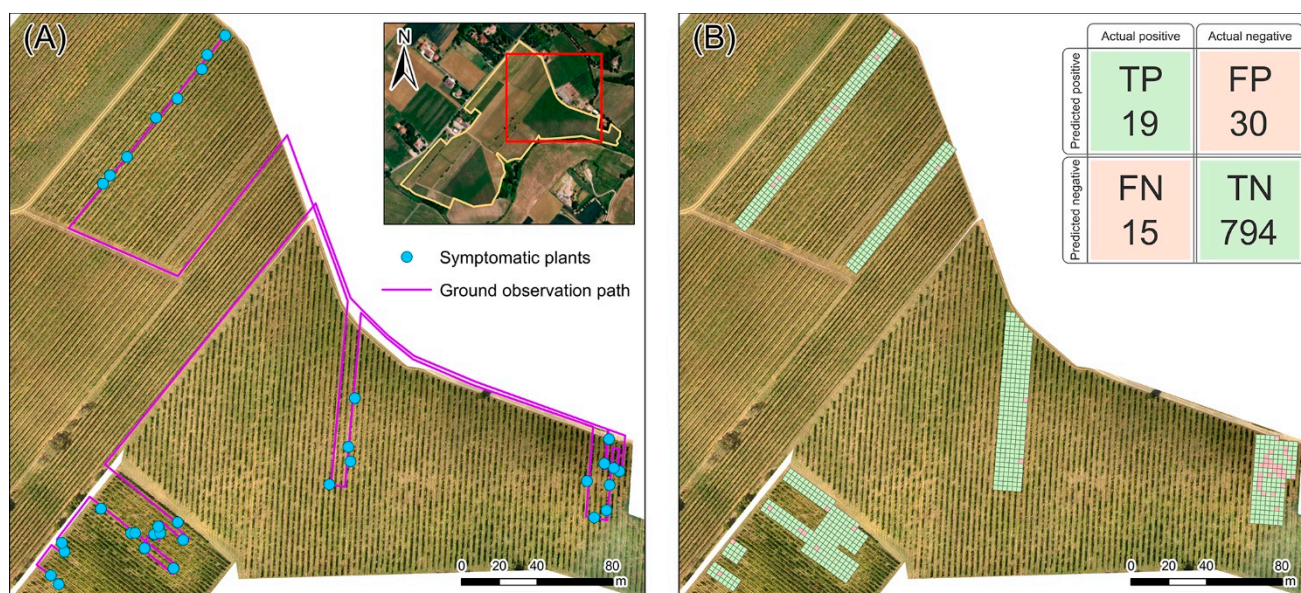 (A)
N
Symptomatic plants
Ground observation path
0 20 40 80
m
(B)
Actual positive
Actual negative
Predicted positive
TP
19
FP
30
Predicted negative
FN
15
TN
794
0 20 40 80
m